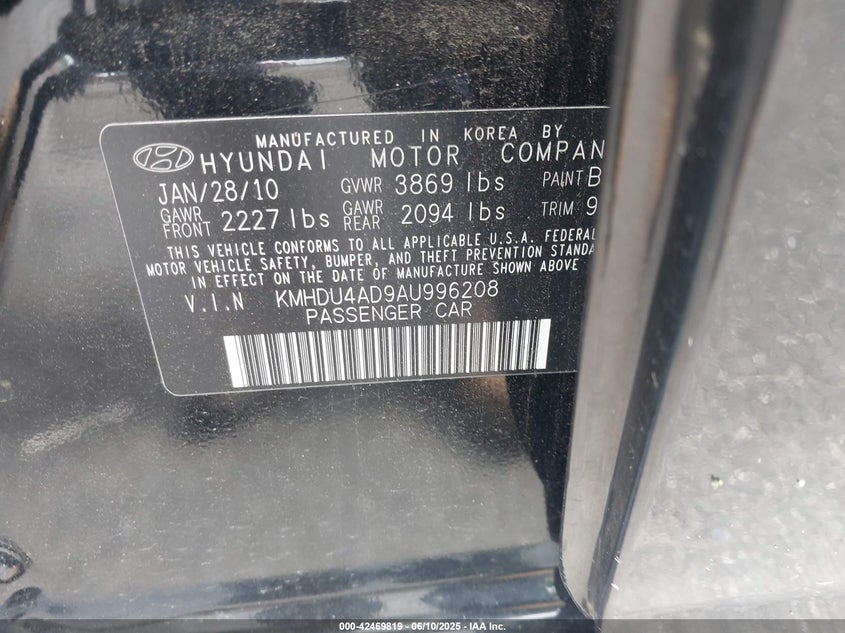 MANUFACTURED IN KOREA BY
HYUNDAI MOTOR COMPAN
JAN/28/10 GVWR 3869 lbs PAINT B
GAWR FRONT 2227 lbs GAWR REAR 2094 lbs TRIM 9
THIS VEHICLE CONFORMS TO ALL APPLICABLE U.S.A. FEDERAL
MOTOR VEHICLE SAFETY, BUMPER, AND THEFT PREVENTION STANDA
IN EFFECT ON THE DATE OF MANUFACTURE SHOWN ABOVE
V.I.N KMHDU4AD9AU996208
PASSENGER CAR
000-42469819 - 06/10/2025 - IAA Inc.